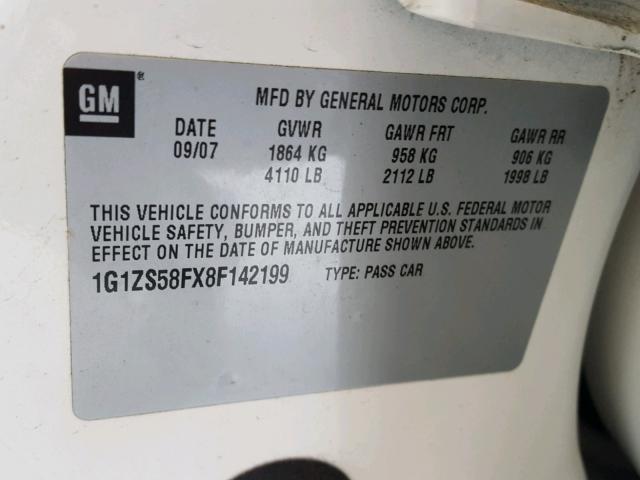 GM®
MFD BY GENERAL MOTORS CORP.
DATE GVWR GAWR FRT GAWR RR
09/07 1864 KG 958 KG 906 KG
4110 LB 2112 LB 1998 LB
THIS VEHICLE CONFORMS TO ALL APPLICABLE U.S. FEDERAL MOTOR
VEHICLE SAFETY, BUMPER, AND THEFT PREVENTION STANDARDS IN
EFFECT ON THE DATE OF MANUFACTURE SHOWN ABOVE.
1G1ZS58FX8F142199 TYPE: PASS CAR